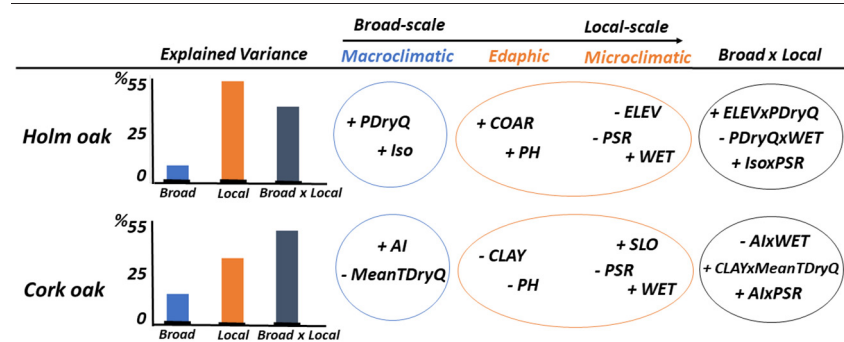 Broad-scale Local-scale
Explained Variance Macroclimatic Edaphic Microclimatic Broad x Local
%55
25
0
Holm oak
Broad Local Broad x Local
+ PDryQ
+ Iso
+ COAR
+ PH
- ELEV
- PSR
+ WET
+ ELEVxPDryQ
- PDryQxWET
+ IsoxPSR
%55
25
0
Cork oak
Broad Local Broad x Local
+ AI
- MeanTDryQ
- CLAY
- PH
+ SLO
- PSR
+ WET
- AIxWET
+ CLAYxMeanTDryQ
+ AIxPSR